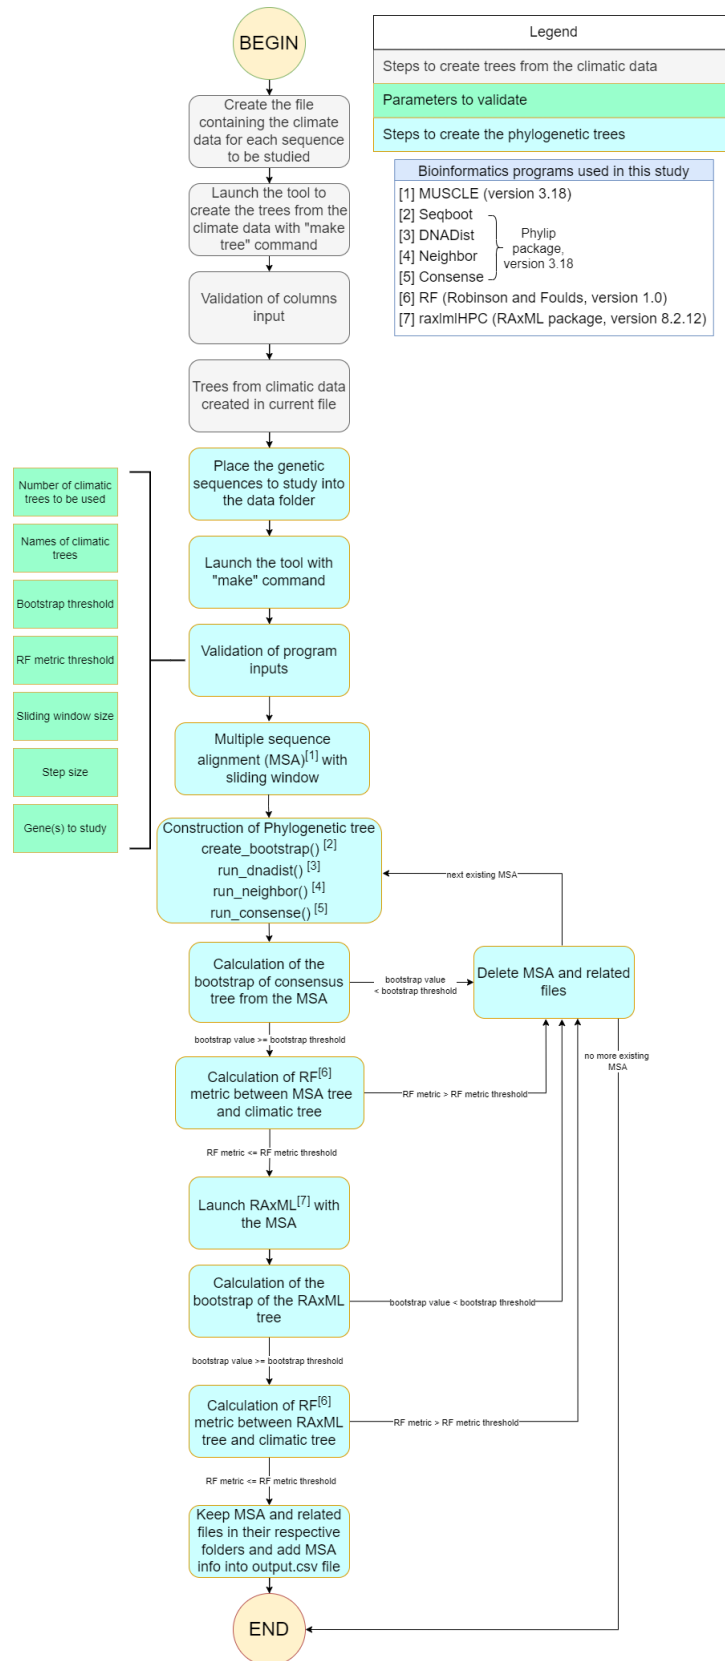 BEGIN
Legend
Steps to create trees from the climatic data
Parameters to validate
Steps to create the phylogenetic trees
Bioinformatics programs used in this study
[1] MUSCLE (version 3.18)
[2] Seqboot
[3] DNADist
[4] Neighbor
[5] Consense
Phylip
package,
version 3.18
[6] RF (Robinson and Foulds, version 1.0)
[7] raxlmlHPC (RAxML package, version 8.2.12)
Create the file
containing the climate
data for each sequence
to be studied
Launch the tool to
create the trees from the
climate data with "make
tree" command
Validation of columns
input
Trees from climatic data
created in current file
Place the genetic
sequences to study into
the data folder
Launch the tool with
"make" command
Validation of program
inputs
Number of climatic
trees to be used
Names of climatic
trees
Bootstrap threshold
RF metric threshold
Sliding window size
Step size
Gene(s) to study
Multiple sequence
alignment (MSA)[1] with
sliding window
Construction of Phylogenetic tree
create_bootstrap() [2]
run_dnadist() [3]
run_neighbor() [4]
run_consense() [5]
next existing MSA
Calculation of the
bootstrap of consensus
tree from the MSA
bootstrap value
< bootstrap threshold
Delete MSA and related
files
bootstrap value >= bootstrap threshold
no more existing
MSA
Calculation of RF[6]
metric between MSA tree
and climatic tree
RF metric > RF metric threshold
RF metric <= RF metric threshold
Launch RAxML[7] with
the MSA
Calculation of the
bootstrap of the RAxML
tree
bootstrap value < bootstrap threshold
bootstrap value >= bootstrap threshold
Calculation of RF[6]
metric between RAxML
tree and climatic tree
RF metric > RF metric threshold
RF metric <= RF metric threshold
Keep MSA and related
files in their respective
folders and add MSA
info into output.csv file
END